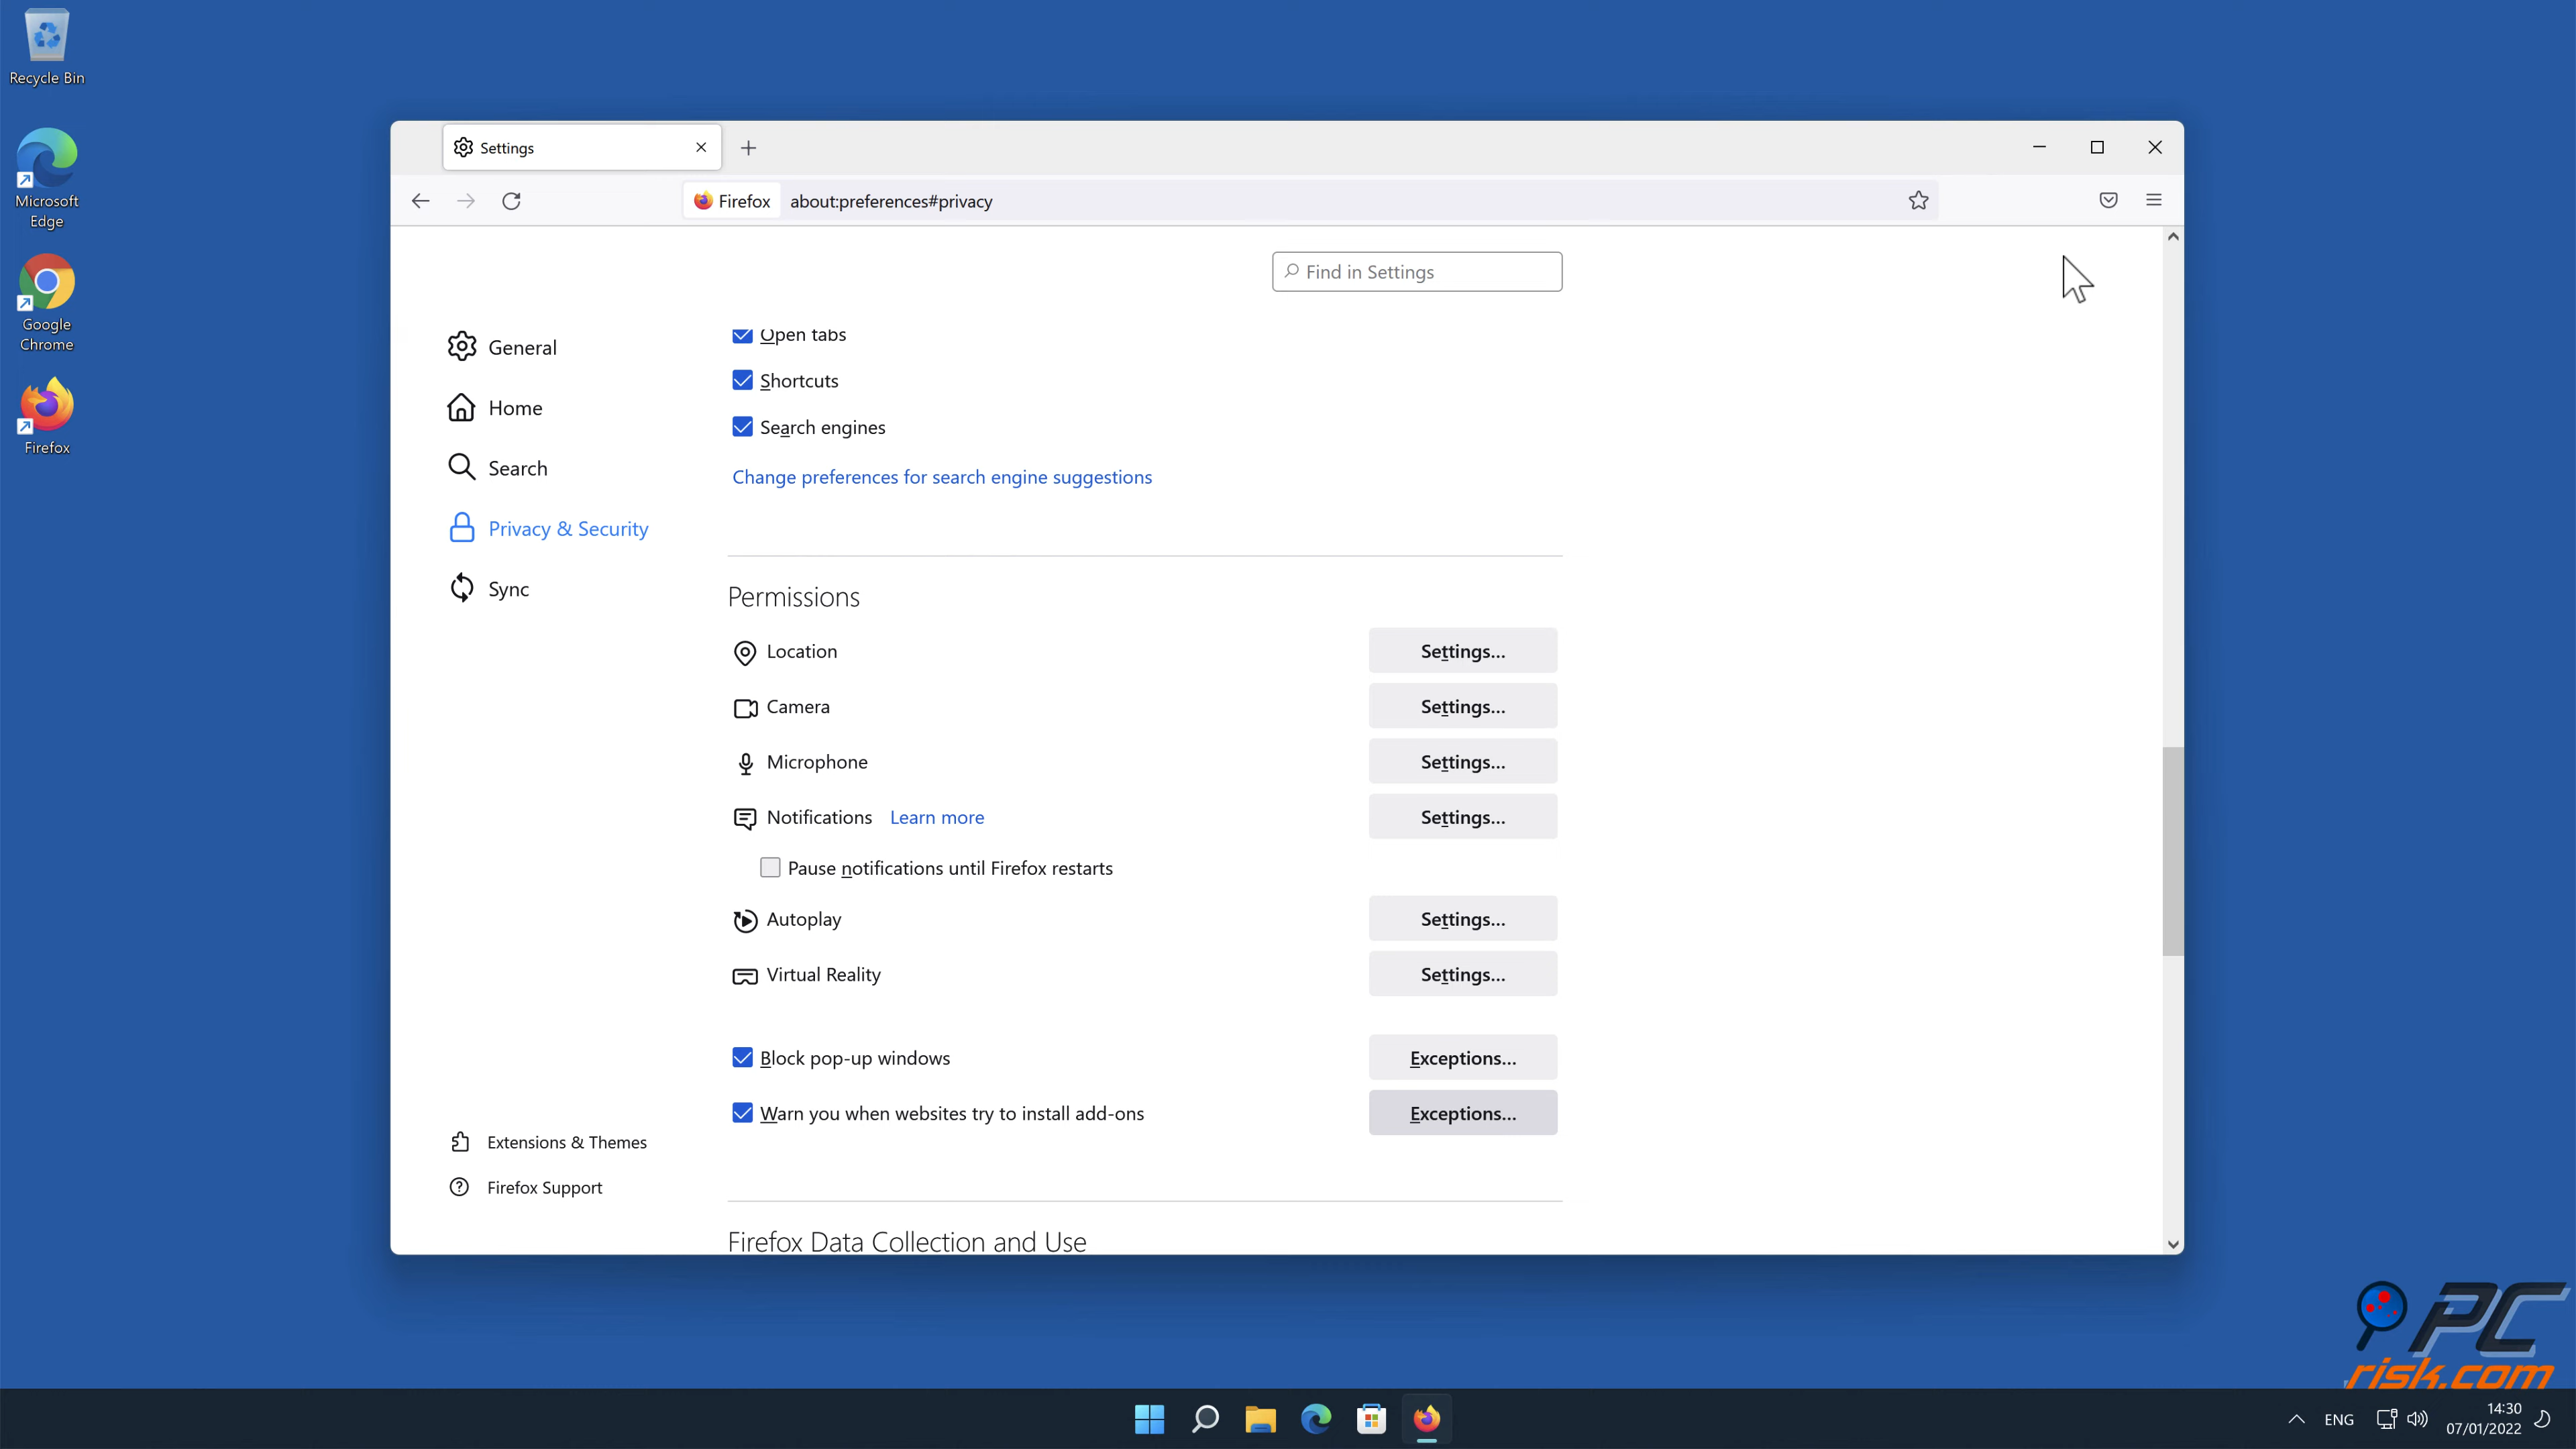 Recycle Bin
Microsoft
Edge
Google
Chrome
Firefox
Settings
Firefox
about:preferences#privacy
Find in Settings
General
Home
Search
Privacy & Security
Sync
Extensions & Themes
Firefox Support
Open tabs
Shortcuts
Search engines
Change preferences for search engine suggestions
Permissions
Location
Settings...
Camera
Settings...
Microphone
Settings...
Notifications Learn more
Settings...
Pause notifications until Firefox restarts
Autoplay
Settings...
Virtual Reality
Settings...
Block pop-up windows
Exceptions...
Warn you when websites try to install add-ons
Exceptions...
Firefox Data Collection and Use
PC
risk.com
ENG
14:30
07/01/2022